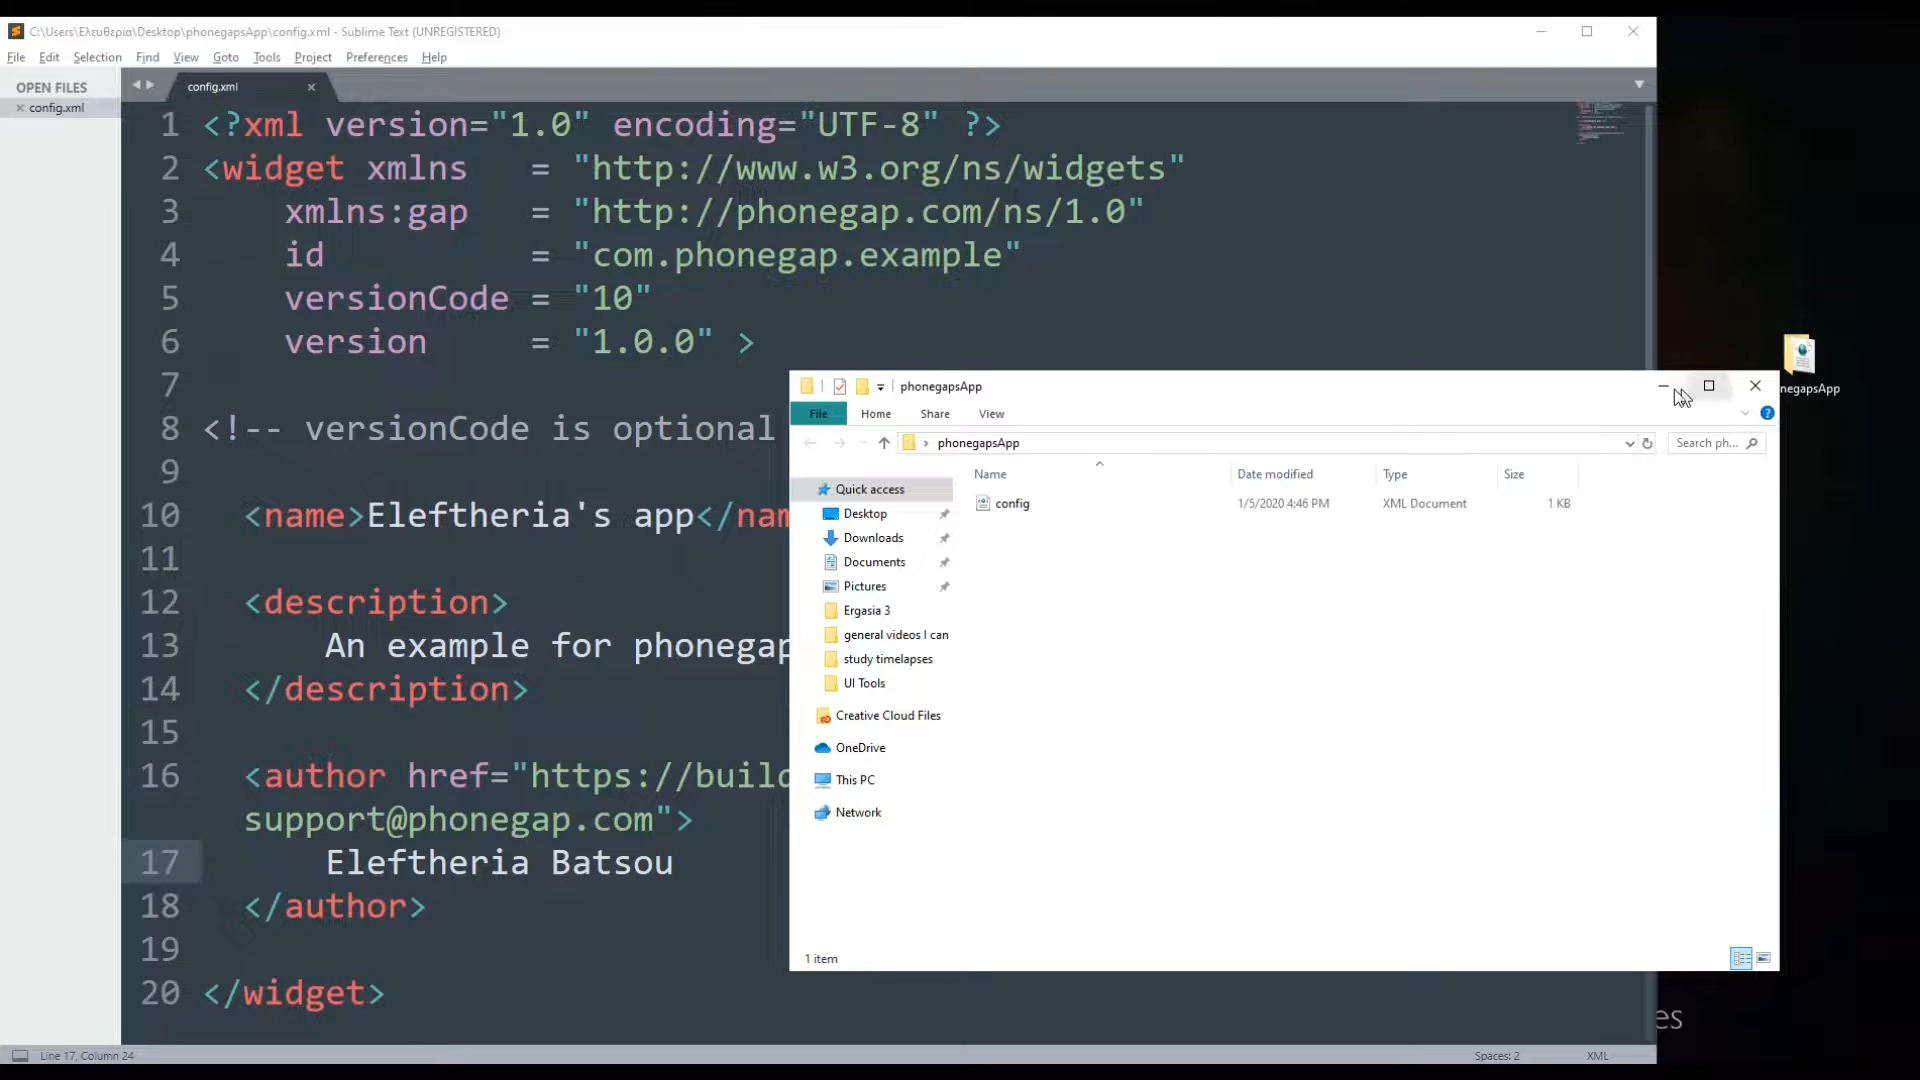 C:\Users\Ελευθερία\Desktop\phonegapsApp\config.xml - Sublime Text (UNREGISTERED)
File Edit Selection Find View Goto Tools Project Preferences Help
OPEN FILES
config.xml
config.xml
1 <?xml version="1.0" encoding="UTF-8" ?>
2 <widget xmlns = "http://www.w3.org/ns/widgets"
3 xmlns:gap = "http://phonegap.com/ns/1.0"
4 id = "com.phonegap.example"
5 versionCode = "10"
6 version = "1.0.0" >
7
8 <!-- versionCode is optional
9
10 <name>Eleftheria's app</nam
11
12 <description>
13 An example for phonegap
14 </description>
15
16 <author href="https://build
support@phonegap.com">
17 Eleftheria Batsou
18 </author>
19
20 </widget>
Line 17, Column 24
Spaces: 2
XML
phonegapsApp
File Home Share View
phonegapsApp
Search ph...
Name Date modified Type Size
config 1/5/2020 4:46 PM XML Document 1 KB
Quick access
Desktop
Downloads
Documents
Pictures
Ergasia 3
general videos I can
study timelapses
UI Tools
Creative Cloud Files
OneDrive
This PC
Network
1 item
negapsApp
es